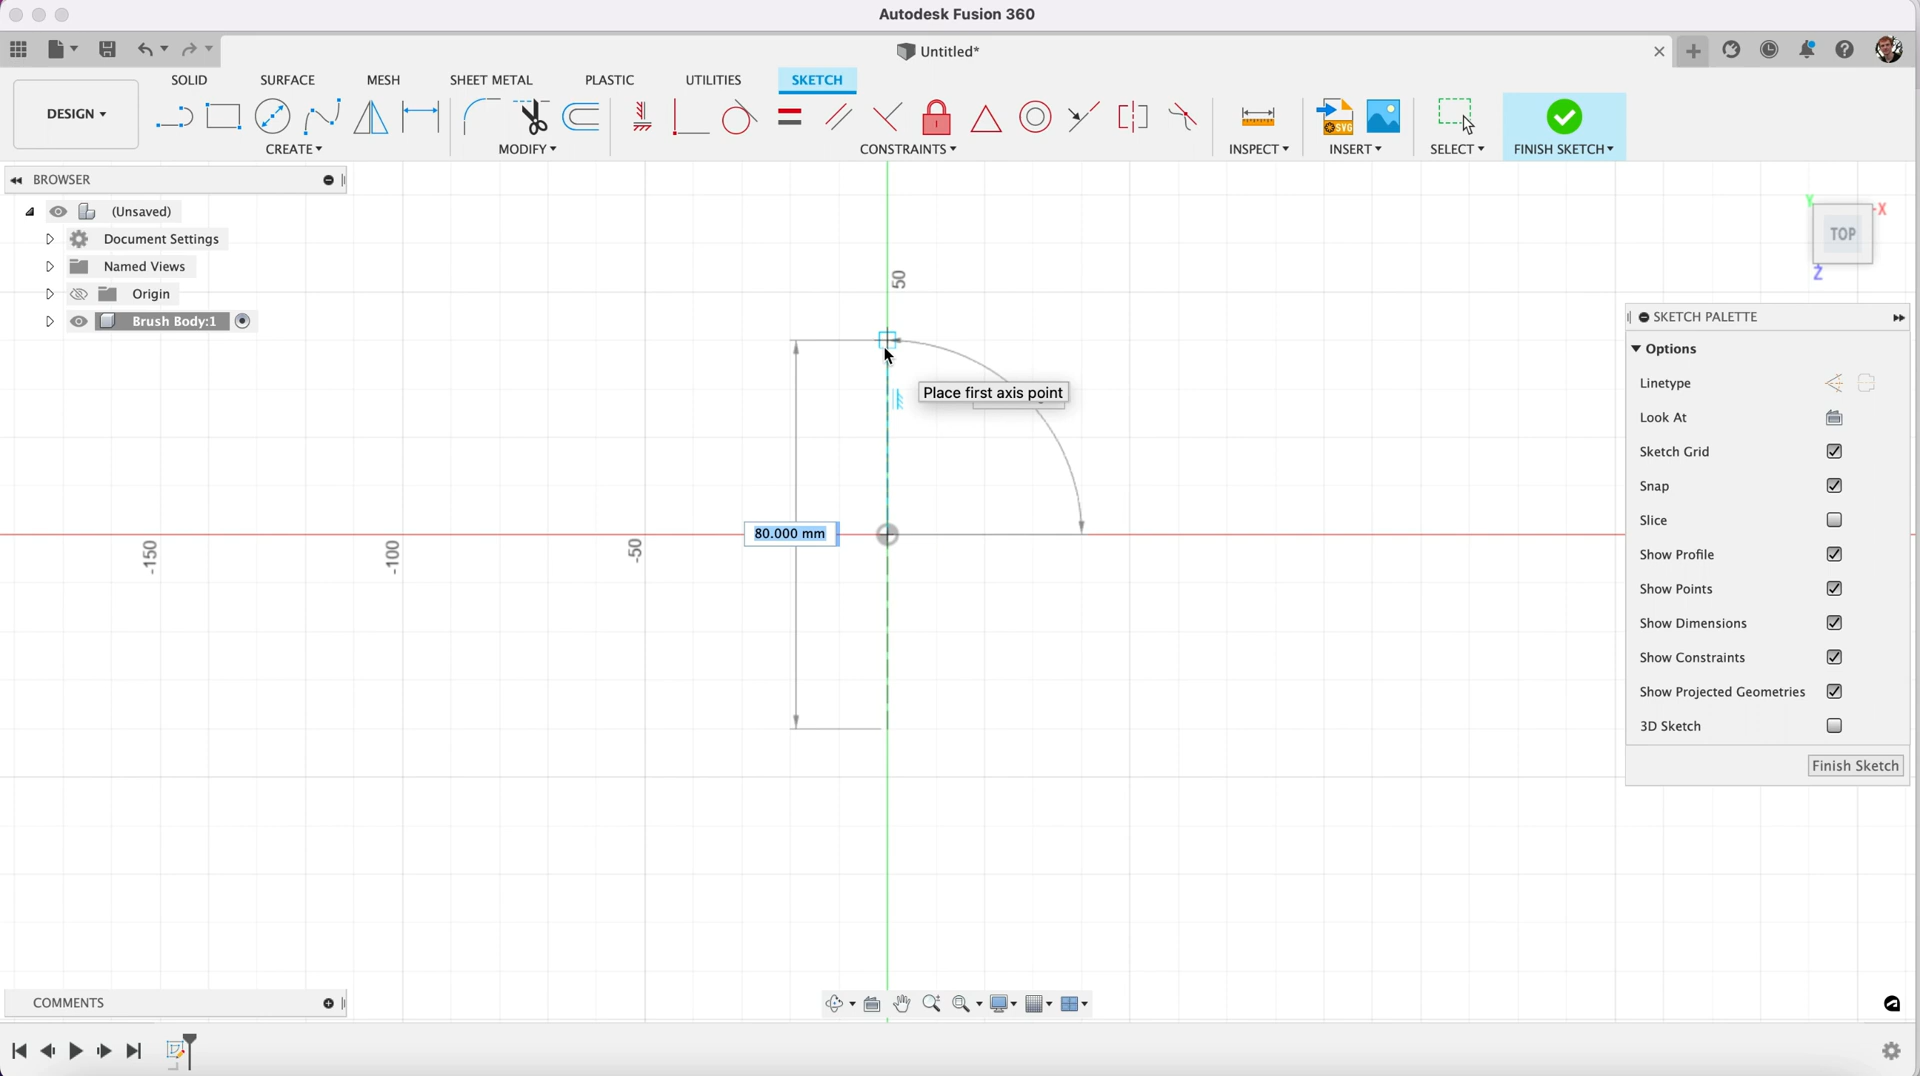 Autodesk Fusion 360
Untitled*
SOLID
SURFACE
MESH
SHEET METAL
PLASTIC
UTILITIES
SKETCH
DESIGN
CREATE
MODIFY
CONSTRAINTS
INSPECT
INSERT
SVG
SELECT
FINISH SKETCH
BROWSER
(Unsaved)
Document Settings
Named Views
Origin
Brush Body:1
50
Place first axis point
80.000 mm
-150
-100
-50
Y
X
TOP
Z
SKETCH PALETTE
Options
Linetype
Look At
Sketch Grid
Snap
Slice
Show Profile
Show Points
Show Dimensions
Show Constraints
Show Projected Geometries
3D Sketch
Finish Sketch
COMMENTS